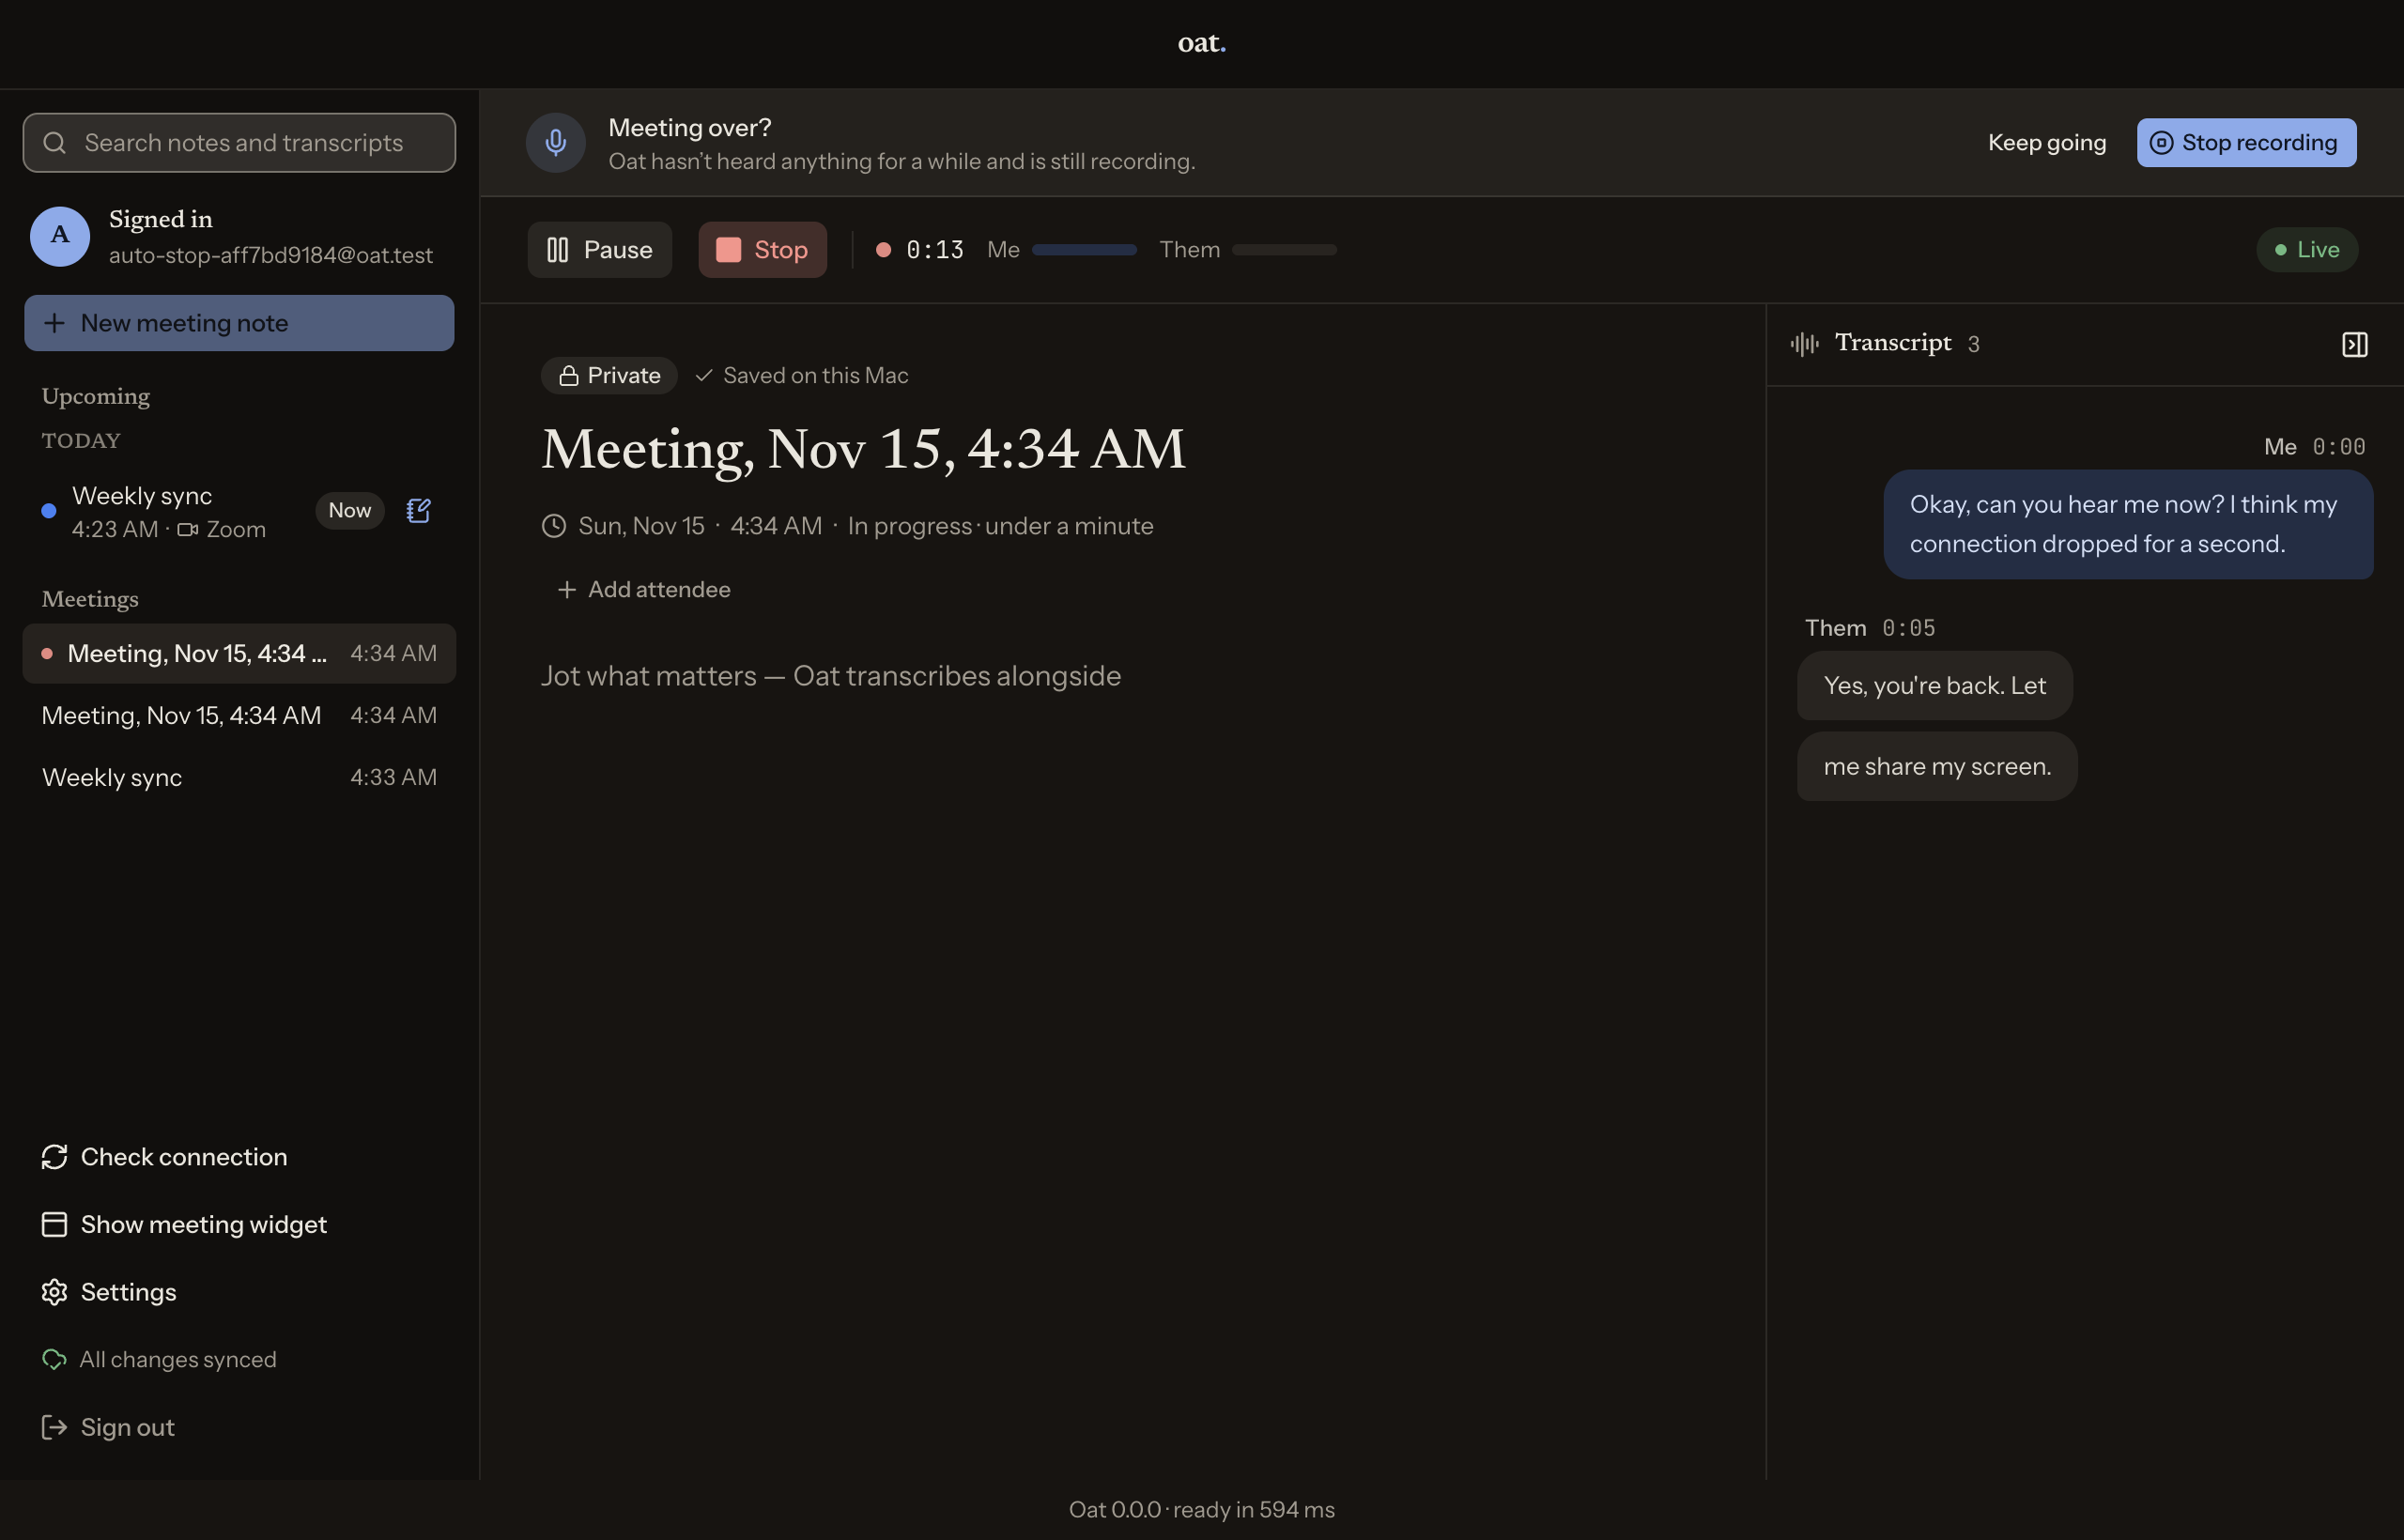 oat.
Search notes and transcripts
A
Signed in
auto-stop-aff7bd9184@oat.test
New meeting note
Upcoming
TODAY
Weekly sync
4:23 AM · Zoom
Now
Meetings
Meeting, Nov 15, 4:34 ... 4:34 AM
Meeting, Nov 15, 4:34 AM 4:34 AM
Weekly sync 4:33 AM
Check connection
Show meeting widget
Settings
All changes synced
Sign out
Meeting over?
Oat hasn’t heard anything for a while and is still recording.
Keep going
Stop recording
Pause
Stop
0:13
Me
Them
Live
Private
Saved on this Mac
Meeting, Nov 15, 4:34 AM
Sun, Nov 15 · 4:34 AM · In progress · under a minute
Add attendee
Jot what matters — Oat transcribes alongside
Transcript 3
Me 0:00
Okay, can you hear me now? I think my
connection dropped for a second.
Them 0:05
Yes, you're back. Let
me share my screen.
Oat 0.0.0 · ready in 594 ms